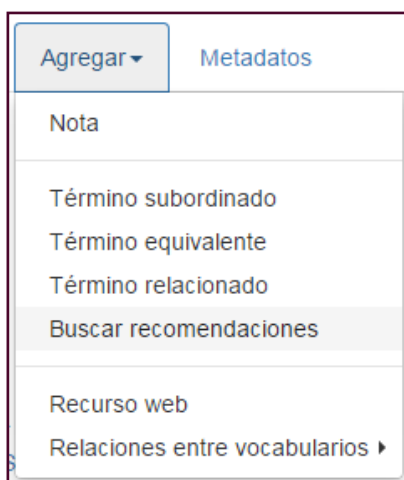 Agregar Metadatos
Nota
Término subordinado
Término equivalente
Término relacionado
Buscar recomendaciones
Recurso web
Relaciones entre vocabularios